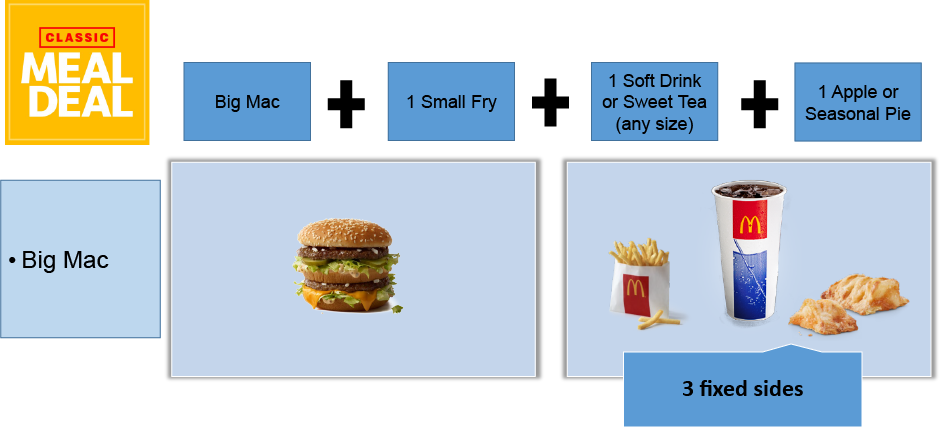 CLASSIC
MEAL
DEAL
Big Mac
1 Small Fry
1 Soft Drink
or Sweet Tea
(any size)
1 Apple or
Seasonal Pie
• Big Mac
3 fixed sides